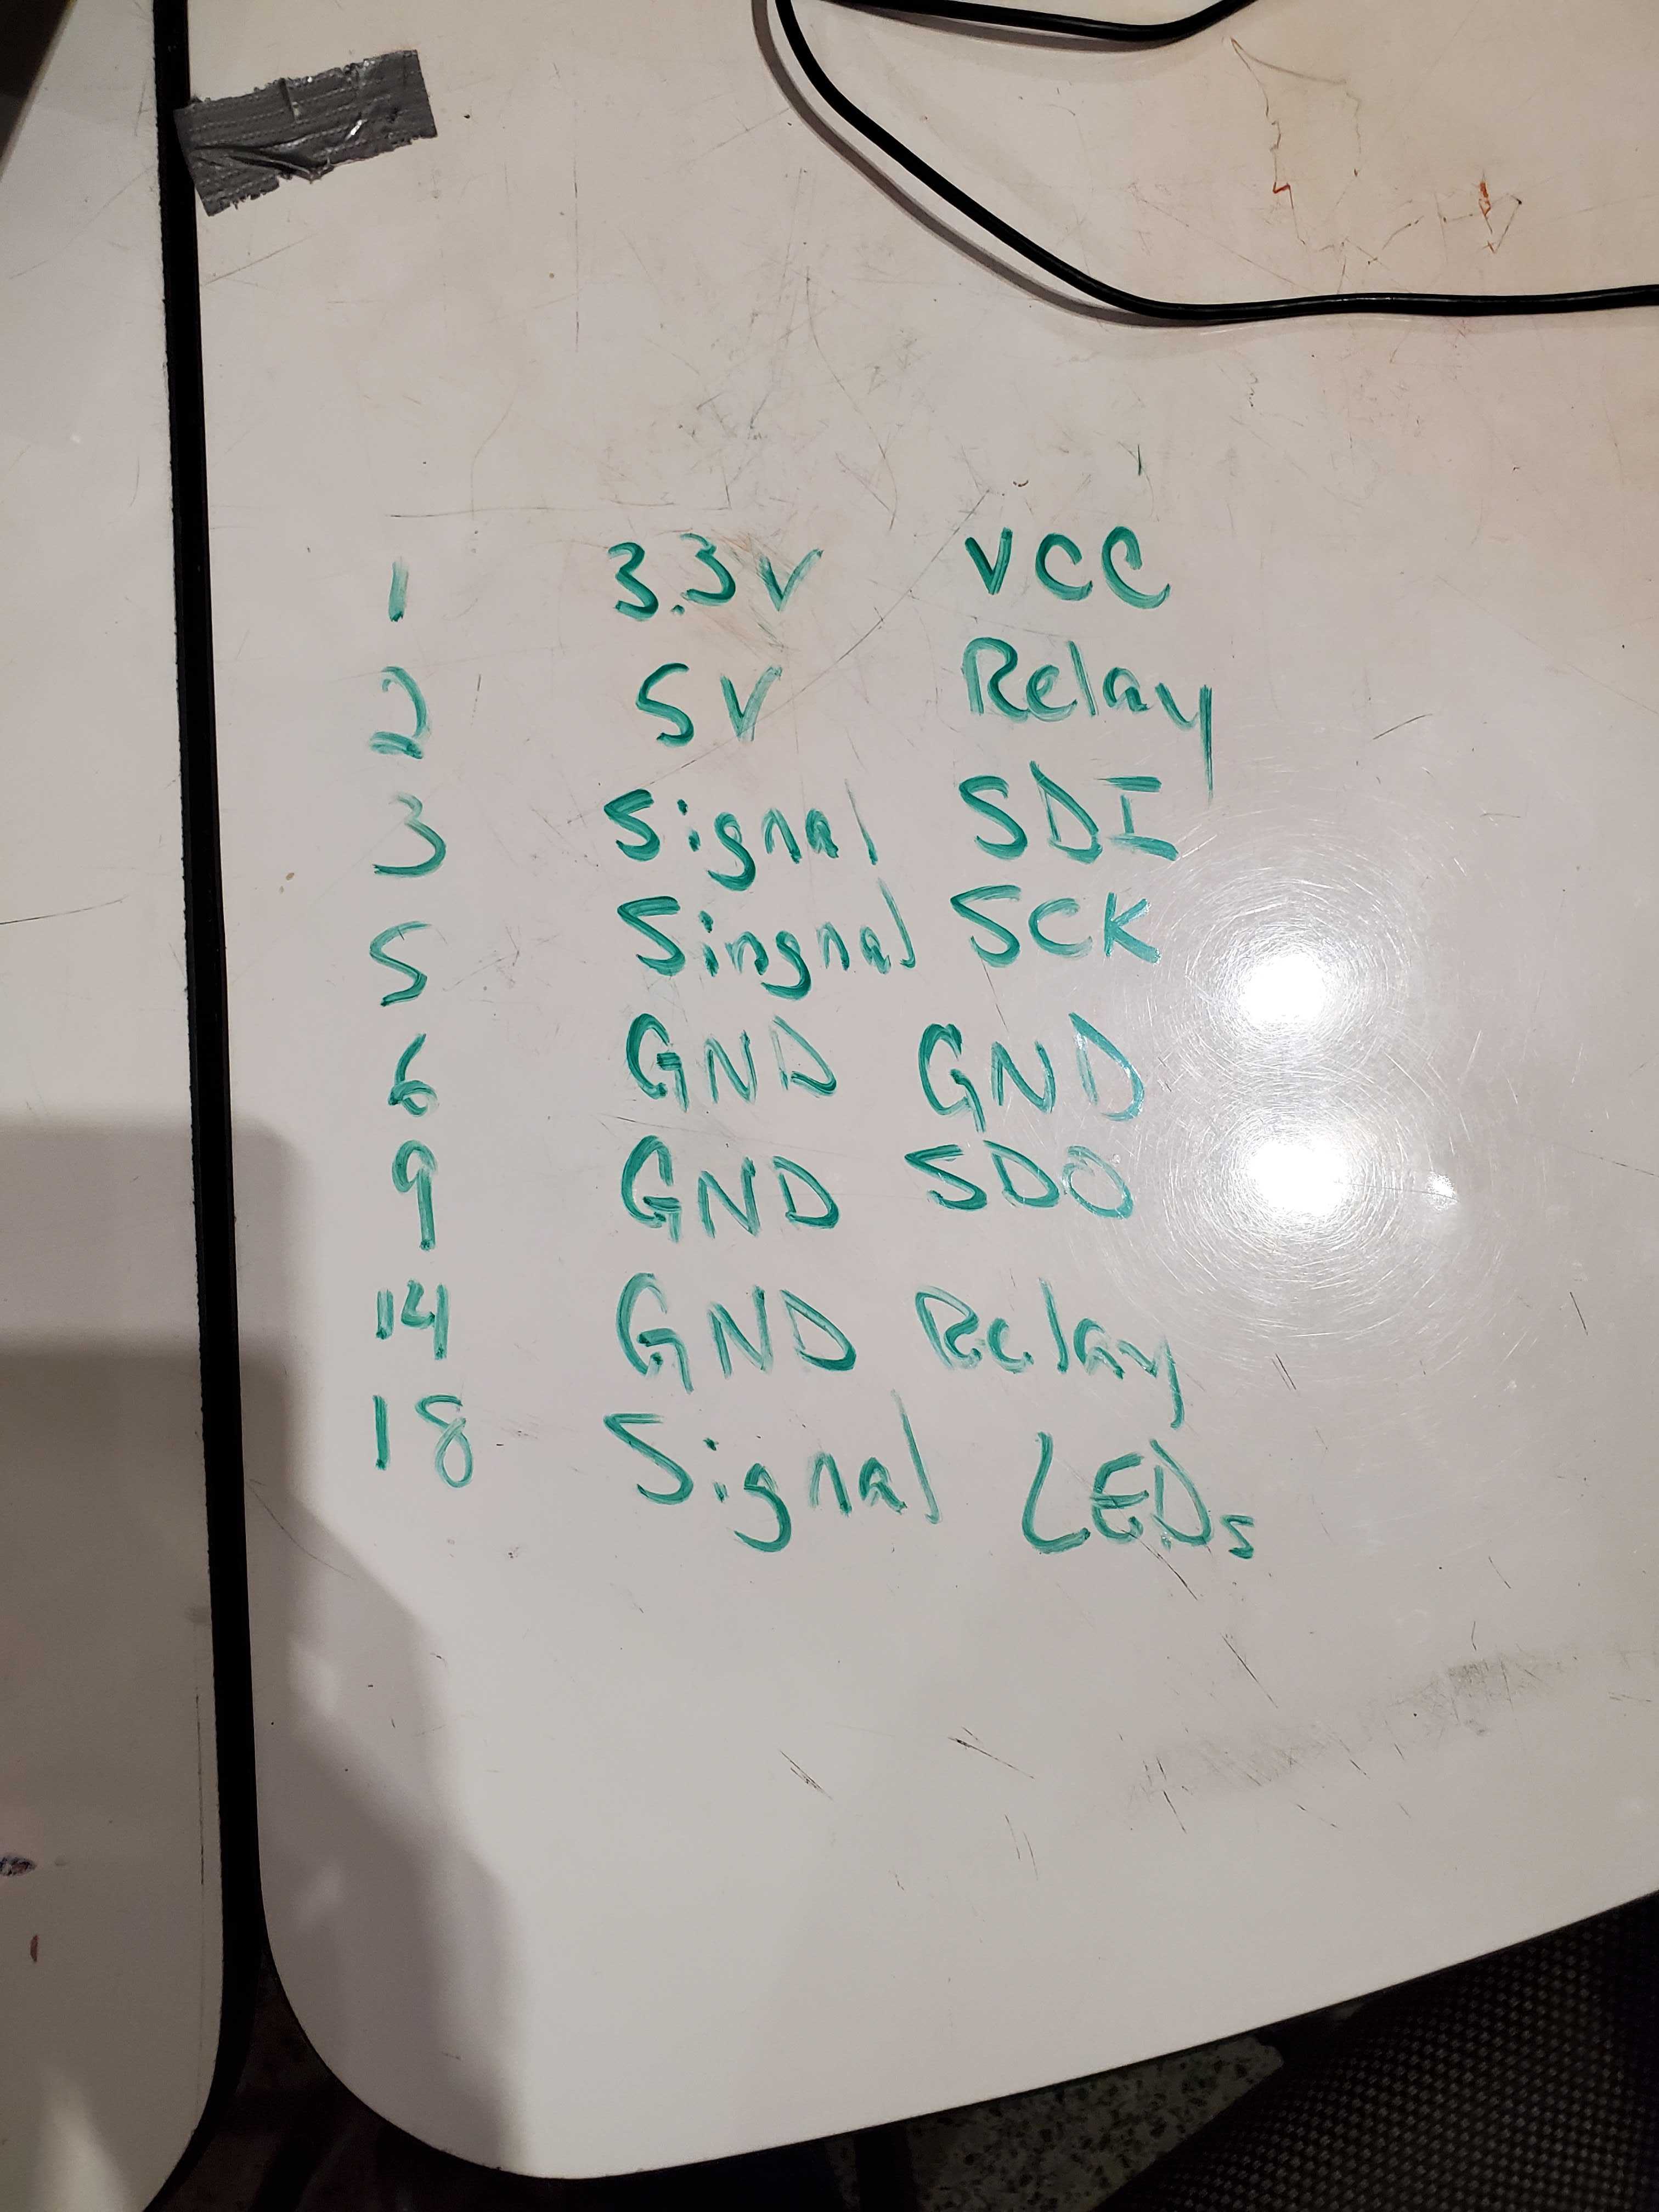 1 3.3V VCC
2 5V Relay
3 Signal SDI
5 Singnal SCK
6 GND GND
9 GND SDO
14 GND Relay
18 Signal LEDs